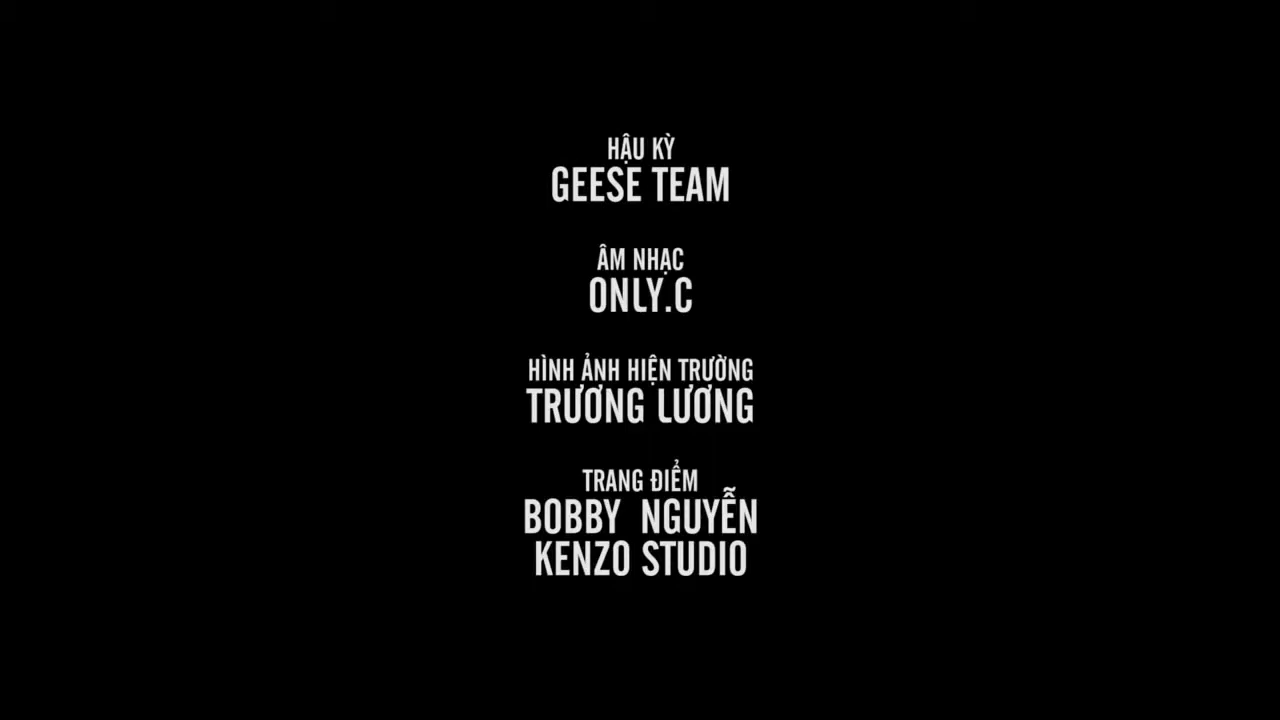 HẬU KỲ
GEESE TEAM
ÂM NHẠC
ONLY.C
HÌNH ẢNH HIỆN TRƯỜNG
TRƯƠNG LƯƠNG
TRANG ĐIỂM
BOBBY NGUYỄN
KENZO STUDIO